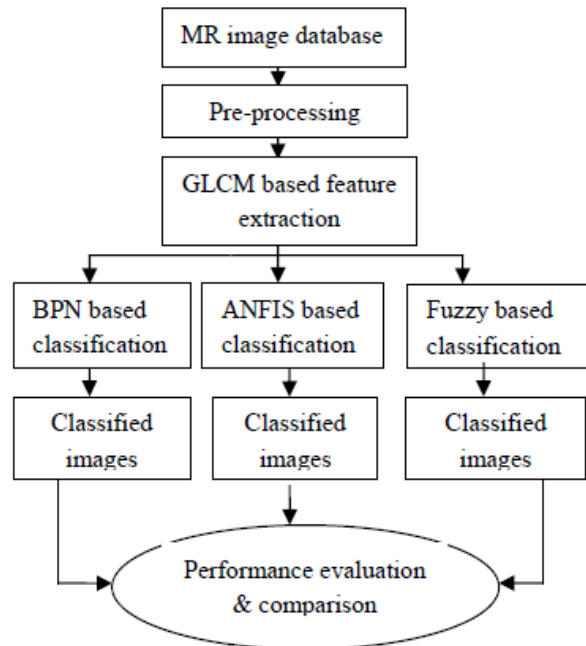 MR image database
Pre-processing
GLCM based feature
extraction
BPN based
classification
ANFIS based
classification
Fuzzy based
classification
Classified
images
Classified
images
Classified
images
Performance evaluation
& comparison